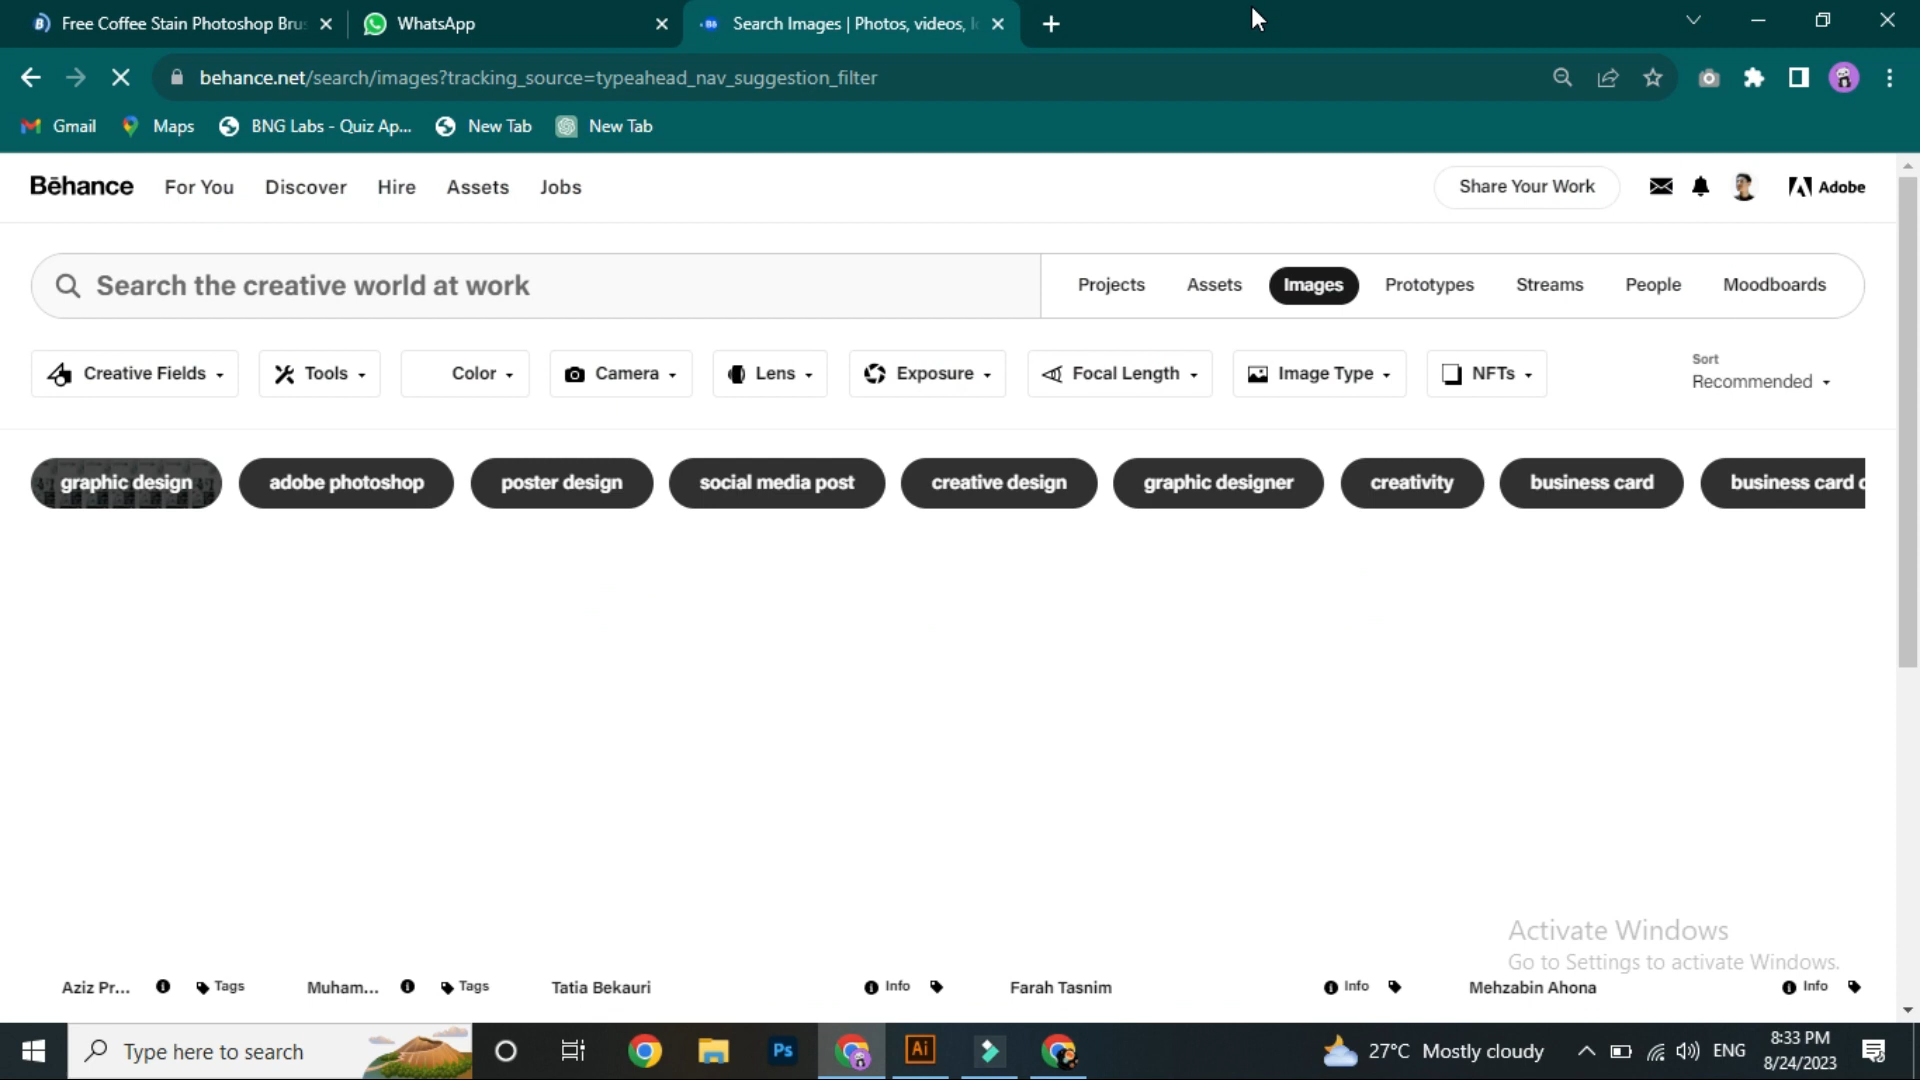 Free Coffee Stain Photoshop Bru
WhatsApp
Search Images | Photos, videos, l
behance.net/search/images?tracking_source=typeahead_nav_suggestion_filter
Gmail
Maps
BNG Labs - Quiz Ap...
New Tab
New Tab
Bēhance
For You
Discover
Hire
Assets
Jobs
Share Your Work
Adobe
Search the creative world at work
Projects
Assets
Images
Prototypes
Streams
People
Moodboards
Creative Fields
Tools
Color
Camera
Lens
Exposure
Focal Length
Image Type
NFTs
Sort
Recommended
graphic design
adobe photoshop
poster design
social media post
creative design
graphic designer
creativity
business card
business card
Activate Windows
Go to Settings to activate Windows.
Aziz Pr...
Tags
Muham...
Tags
Tatia Bekauri
Info
Farah Tasnim
Info
Mehzabin Ahona
Info
Type here to search
Ps
Ai
27°C Mostly cloudy
ENG
8:33 PM
8/24/2023